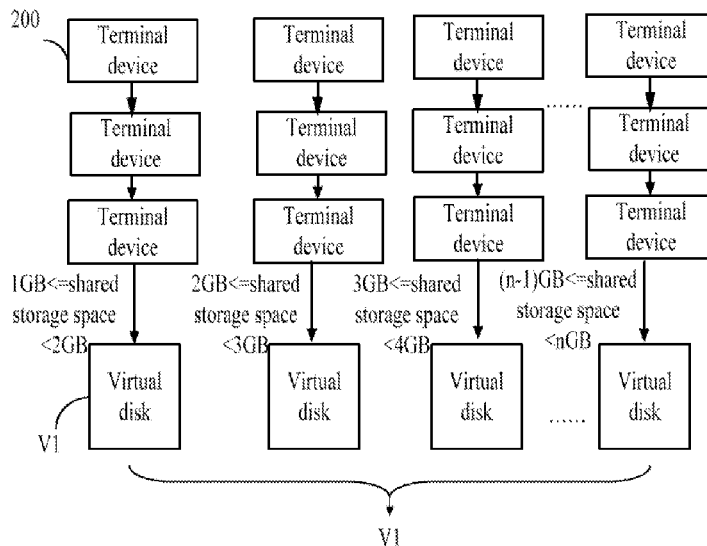 200
Terminal device
Terminal device
Terminal device
Terminal device
......
Terminal device
Terminal device
Terminal device
Terminal device
Terminal device
Terminal device
Terminal device
Terminal device
1GB<=shared storage space <2GB
2GB<=shared storage space <3GB
3GB<=shared storage space <4GB
(n-1)GB<=shared storage space <nGB
Virtual disk
Virtual disk
Virtual disk
......
Virtual disk
V1
V1